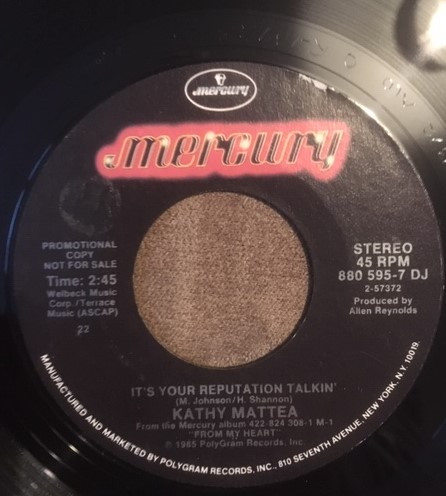 mercury
mercury
PROMOTIONAL
COPY
NOT FOR SALE
Time: 2:45
Welbeck Music
Corp./Terrace
Music (ASCAP)
22
STEREO
45 RPM
880 595-7 DJ
2-57372
Produced by
Allen Reynolds
IT'S YOUR REPUTATION TALKIN'
(M. Johnson/H. Shannon)
KATHY MATTEA
From the Mercury album 422-824 308-1 M-1
"FROM MY HEART"
℗ 1985 PolyGram Records, Inc.
MANUFACTURED AND MARKETED BY POLYGRAM RECORDS, INC., 810 SEVENTH AVENUE, NEW YORK, N.Y. 10019.